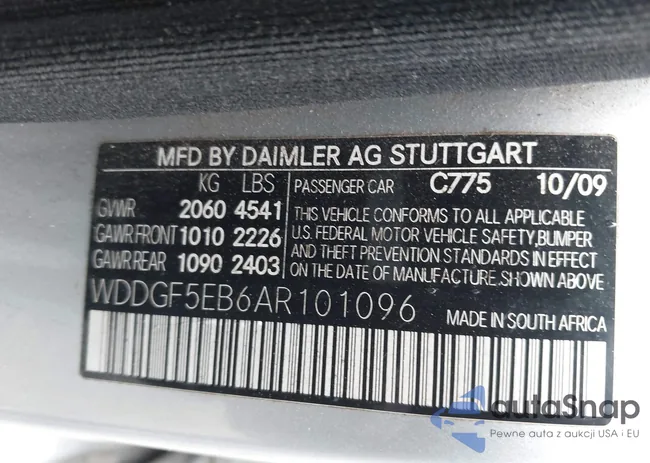 MFD BY DAIMLER AG STUTTGART
KG LBS PASSENGER CAR C775 10/09
GVWR 2060 4541 THIS VEHICLE CONFORMS TO ALL APPLICABLE
GAWR FRONT 1010 2226 U.S. FEDERAL MOTOR VEHICLE SAFETY, BUMPER
GAWR REAR 1090 2403 AND THEFT PREVENTION STANDARDS IN EFFECT
ON THE DATE OF MANUFACTURE SHOWN ABOVE
WDDGF5EB6AR101096 MADE IN SOUTH AFRICA
autaSnap
Pewne auta z aukcji USA i EU